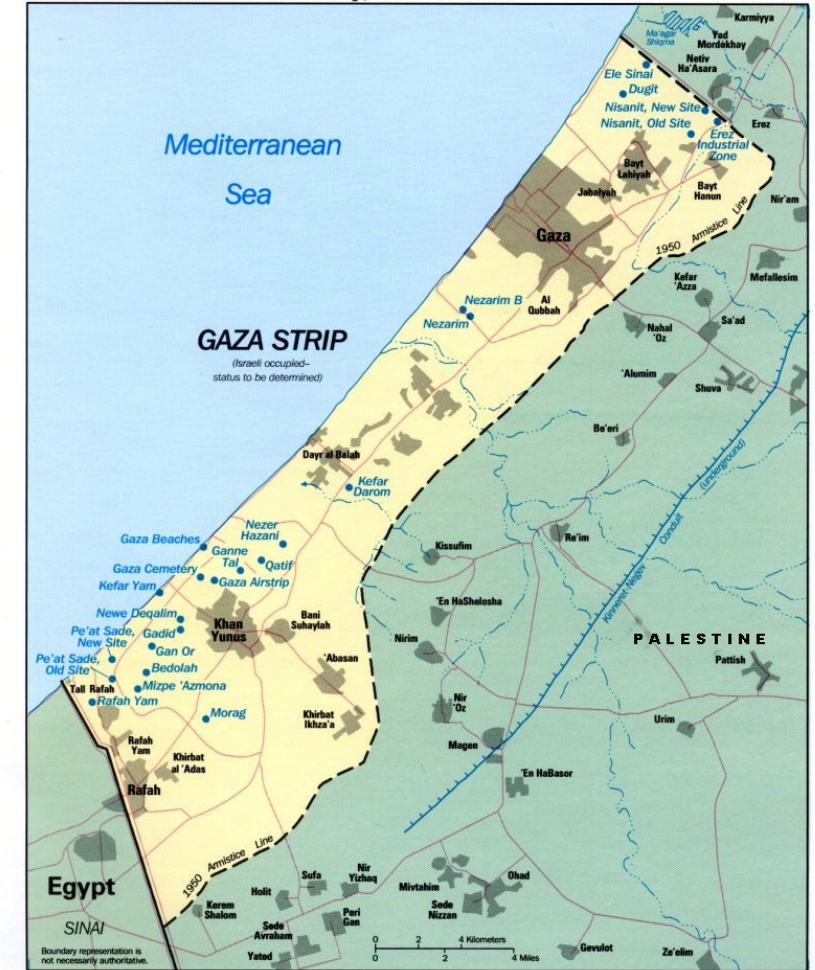 Karmiyya
Ma'agar
Shiqma
Yad
Mordekhay
Netiv
Ha'Asara
Ele Sinai
Dugit
Nisanit, New Site
Nisanit, Old Site
Erez
Industrial
Zone
Erez
Mediterranean
Sea
Bayt
Lahiyah
Jabalyah
Bayt
Hanun
Nir'am
1950 Armistice Line
Gaza
Kefar
'Azza
Mefallesim
Nezarim B
Nezarim
Al
Qubbah
Nahal
'Oz
Sa'ad
GAZA STRIP
(Israeli occupied–
status to be determined)
'Alumim
Shuva
Be'eri
Dayr al Balah
Kefar
Darom
(underground)
Conduit
Kinneret-Negev
Gaza Beaches
Nezer
Hazani
Ganne
Tal
Qatif
Gaza Cemetery
Gaza Airstrip
Kefar Yam
Kissufim
Re'im
Newe Deqalim
Gadid
Pe'at Sade,
New Site
Gan Or
Pe'at Sade,
Old Site
Bedolah
Mizpe 'Azmona
Khan
Yunus
Bani
Suhaylah
'En HaShelosha
Nirim
PALESTINE
Pattish
'Abasan
Tall Rafah
Rafah Yam
Morag
Khirbat
Ikhza'a
Nir
'Oz
Urim
Magen
Rafah
Yam
Khirbat
al 'Adas
Rafah
'En HaBasor
1950 Armistice Line
Egypt
SINAI
Boundary representation is
not necessarily authoritative.
Kerem
Shalom
Holit
Sufa
Nir
Yizhaq
Mivtahim
Ohad
Sede
Nizzan
Sede
Avraham
Peri
Gan
Yated
0 2 4 Kilometers
0 2 4 Miles
Gevulot
Ze'elim